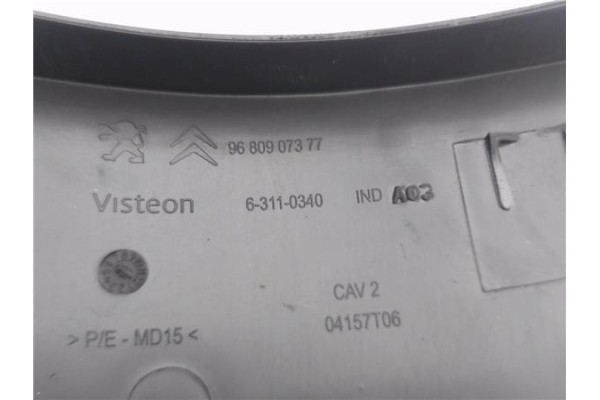 96 809 073 77
Visteon 6-311-0340 IND A03
CAV 2
04157T06
>P/E - MD15<